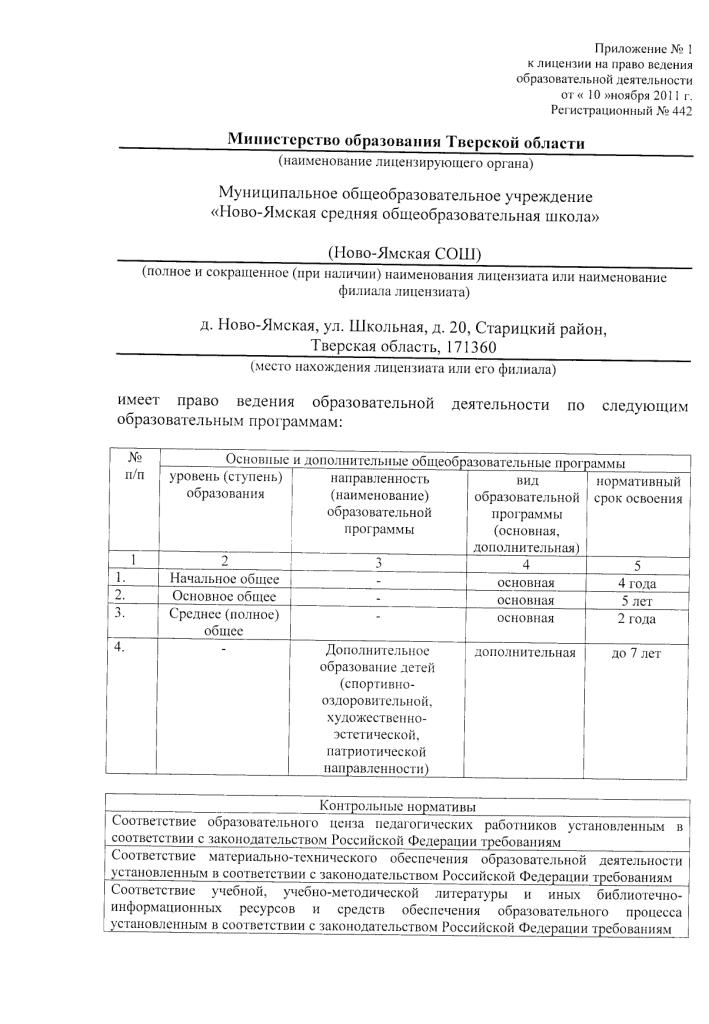 Приложение № 1
к лицензии на право ведения
образовательной деятельности
от « 10 »ноября 2011 г.
Регистрационный № 442
Министерство образования Тверской области
(наименование лицензирующего органа)
Муниципальное общеобразовательное учреждение
«Ново-Ямская средняя общеобразовательная школа»
(Ново-Ямская СОШ)
(полное и сокращенное (при наличии) наименования лицензиата или наименование
филиала лицензиата)
д. Ново-Ямская, ул. Школьная, д. 20, Старицкий район,
Тверская область, 171360
(место нахождения лицензиата или его филиала)
имеет право ведения образовательной деятельности по следующим
образовательным программам:
№
п/п
Основные и дополнительные общеобразовательные программы
уровень (ступень)
образования
направленность
(наименование)
образовательной
программы
вид
образовательной
программы
(основная,
дополнительная)
нормативный
срок освоения
1 2 3 4 5
1. Начальное общее - основная 4 года
2. Основное общее - основная 5 лет
3. Среднее (полное) - основная 2 года
общее
4. - Дополнительное дополнительная до 7 лет
образование детей
(спортивно-
оздоровительной,
художественно-
эстетической,
патриотической
направленности)
Контрольные нормативы
Соответствие образовательного ценза педагогических работников установленным в
соответствии с законодательством Российской Федерации требованиям
Соответствие материально-технического обеспечения образовательной деятельности
установленным в соответствии с законодательством Российской Федерации требованиям
Соответствие учебной, учебно-методической литературы и иных библиотечно-
информационных ресурсов и средств обеспечения образовательного процесса
установленным в соответствии с законодательством Российской Федерации требованиям